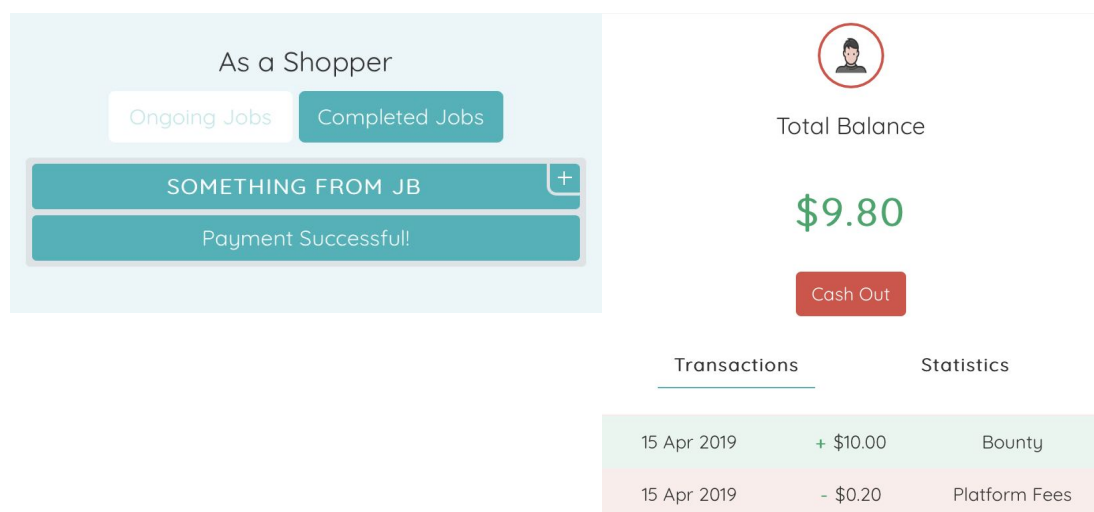 As a Shopper
Ongoing Jobs Completed Jobs
SOMETHING FROM JB +
Payment Successful!
Total Balance
$9.80
Cash Out
Transactions Statistics
15 Apr 2019 + $10.00 Bounty
15 Apr 2019 - $0.20 Platform Fees